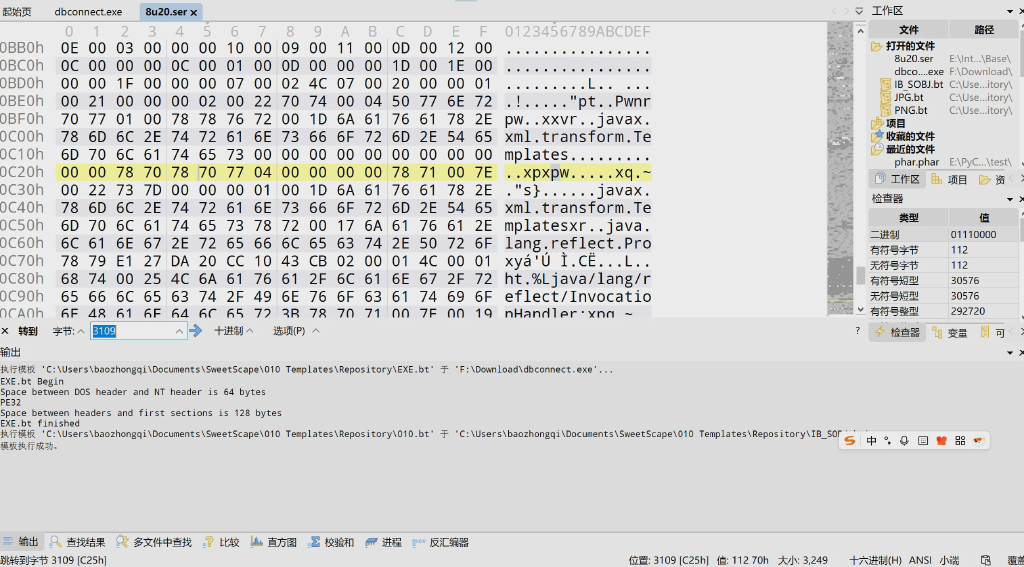 起始页 dbconnect.exe 8u20.ser × 工作区
0 1 2 3 4 5 6 7 8 9 A B C D E F 0123456789ABCDEF
0BB0h 0E 00 03 00 00 00 10 00 09 00 11 00 0D 00 12 00 ................
0BC0h 0C 00 00 00 0C 00 01 00 0D 00 00 00 1D 00 1E 00 ................
0BD0h 00 00 1F 00 00 00 07 00 02 4C 07 00 20 00 00 01 .........L.. ...
0BE0h 00 21 00 00 00 02 00 22 70 74 00 04 50 77 6E 72 .!....."pt..Pwnr
0BF0h 70 77 01 00 78 78 76 72 00 1D 6A 61 76 61 78 2E pw..xxvr..javax.
0C00h 78 6D 6C 2E 74 72 61 6E 73 66 6F 72 6D 2E 54 65 xml.transform.Te
0C10h 6D 70 6C 61 74 65 73 00 00 00 00 00 00 00 00 00 mplates.........
0C20h 00 00 78 70 78 70 77 04 00 00 00 00 78 71 00 7E ..xpxpw.....xq.~
0C30h 00 22 73 7D 00 00 00 01 00 1D 6A 61 76 61 78 2E ."s}......javax.
0C40h 78 6D 6C 2E 74 72 61 6E 73 66 6F 72 6D 2E 54 65 xml.transform.Te
0C50h 6D 70 6C 61 74 65 73 78 72 00 17 6A 61 76 61 2E mplatesxr..java.
0C60h 6C 61 6E 67 2E 72 65 66 6C 65 63 74 2E 50 72 6F lang.reflect.Pro
0C70h 78 79 E1 27 DA 20 CC 10 43 CB 02 00 01 4C 00 01 xyá'Ú Ì.CË...L..
0C80h 68 74 00 25 4C 6A 61 76 61 2F 6C 61 6E 67 2F 72 ht.%Ljava/lang/r
0C90h 65 66 6C 65 63 74 2F 49 6E 76 6F 63 61 74 69 6F eflect/Invocatio
0CA0h 6E 48 61 6E 64 6C 65 72 3B 78 70 71 00 7E 00 19 nHandler;xpq.~..
文件 路径
打开的文件
8u20.ser E:\Int...\Base\
dbco....exe F:\Download\
IB_SOBJ.bt C:\Use...itory\
JPG.bt C:\Use...itory\
PNG.bt C:\Use...itory\
项目
收藏的文件
最近的文件
phar.phar E:\PyC...\test\
工作区 项目 资
检查器
类型 值
二进制 01110000
有符号字节 112
无符号字节 112
有符号短型 30576
无符号短型 30576
有符号整型 292720
检查器 变量 可
× 转到 字节: 3109 十进制 选项(P) ?
输出
执行模板 'C:\Users\baozhongqi\Documents\SweetScape\010 Templates\Repository\EXE.bt' 于 'F:\Download\dbconnect.exe'...
EXE.bt Begin
Space between DOS header and NT header is 64 bytes
PE32
Space between headers and first sections is 128 bytes
EXE.bt finished
执行模板 'C:\Users\baozhongqi\Documents\SweetScape\010 Templates\Repository\010.bt' 于 'C:\Users\baozhongqi\Documents\SweetScape\010 Templates\Repository\IB_SOBJ
模板执行成功。
中
输出 查找结果 多文件中查找 比较 直方图 校验和 进程 反汇编器
跳转到字节 3109 [C25h] 位置: 3109 [C25h] 值: 112 70h 大小: 3,249 十六进制(H) ANSI 小端 覆盖